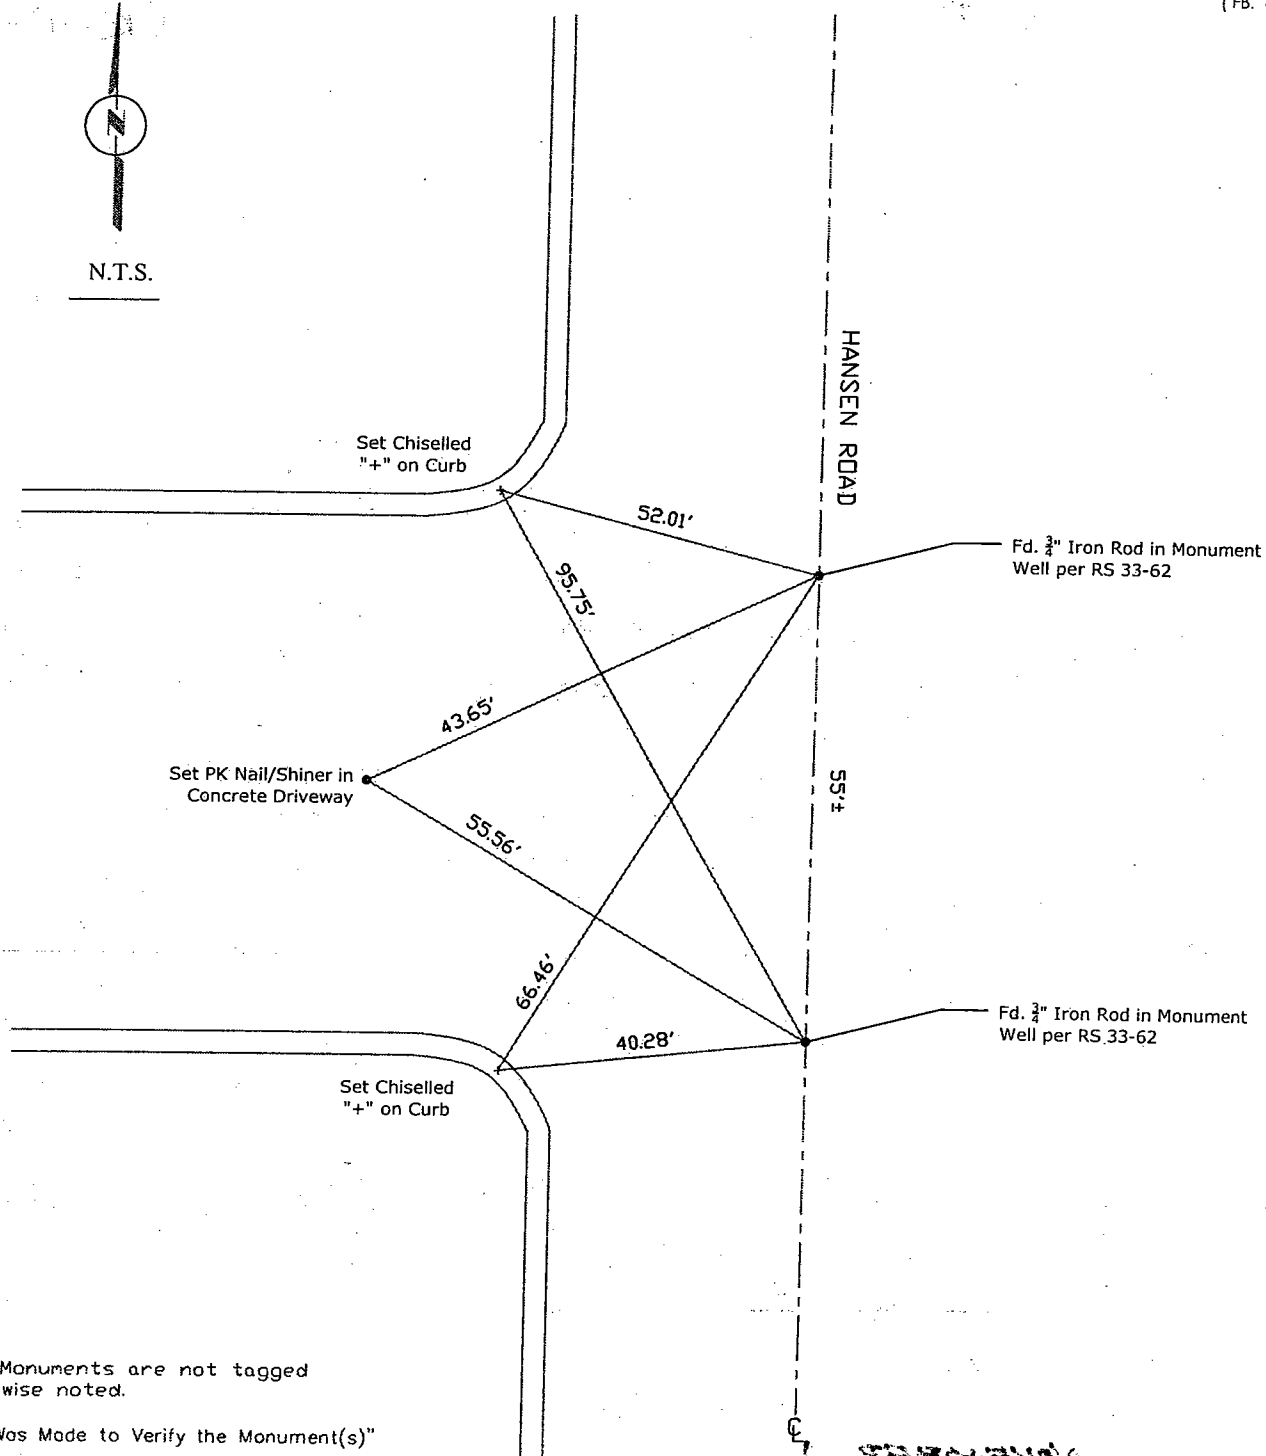 (FB.
N
N.T.S.
HANSEN ROAD
Set Chiselled
"+" on Curb
52.01'
Fd. 3/4" Iron Rod in Monument
Well per RS 33-62
95.75'
43.65'
Set PK Nail/Shiner in
Concrete Driveway
55'±
55.56'
66.46'
Fd. 3/4" Iron Rod in Monument
Well per RS 33-62
40.28'
Set Chiselled
"+" on Curb
Monuments are not tagged
wise noted.
Was Made to Verify the Monument(s)"
℄